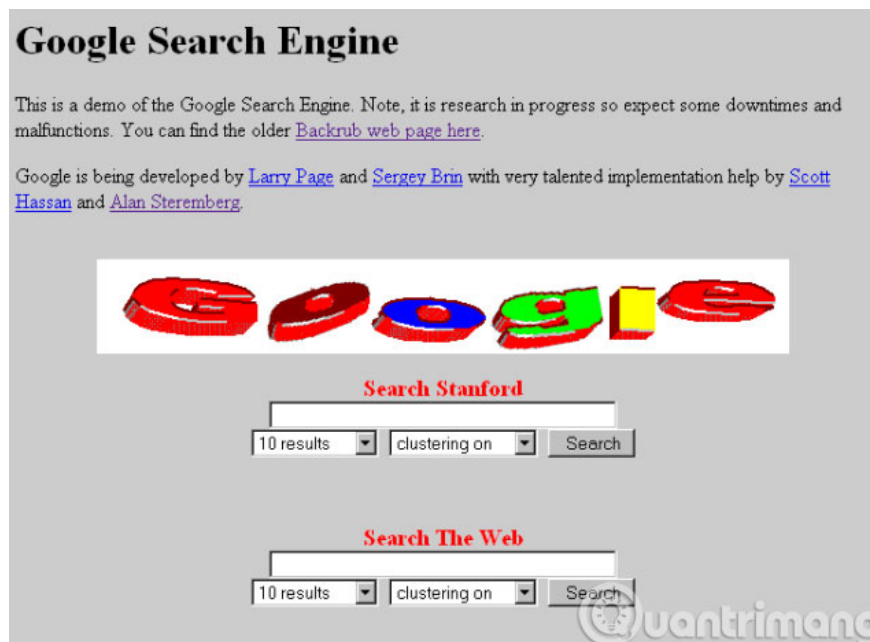 Google Search Engine
This is a demo of the Google Search Engine. Note, it is research in progress so expect some downtimes and
malfunctions. You can find the older Backrub web page here.
Google is being developed by Larry Page and Sergey Brin with very talented implementation help by Scott
Hassan and Alan Steremberg.
Google
Search Stanford
10 results clustering on Search
Search The Web
10 results clustering on Search
Quantrimang